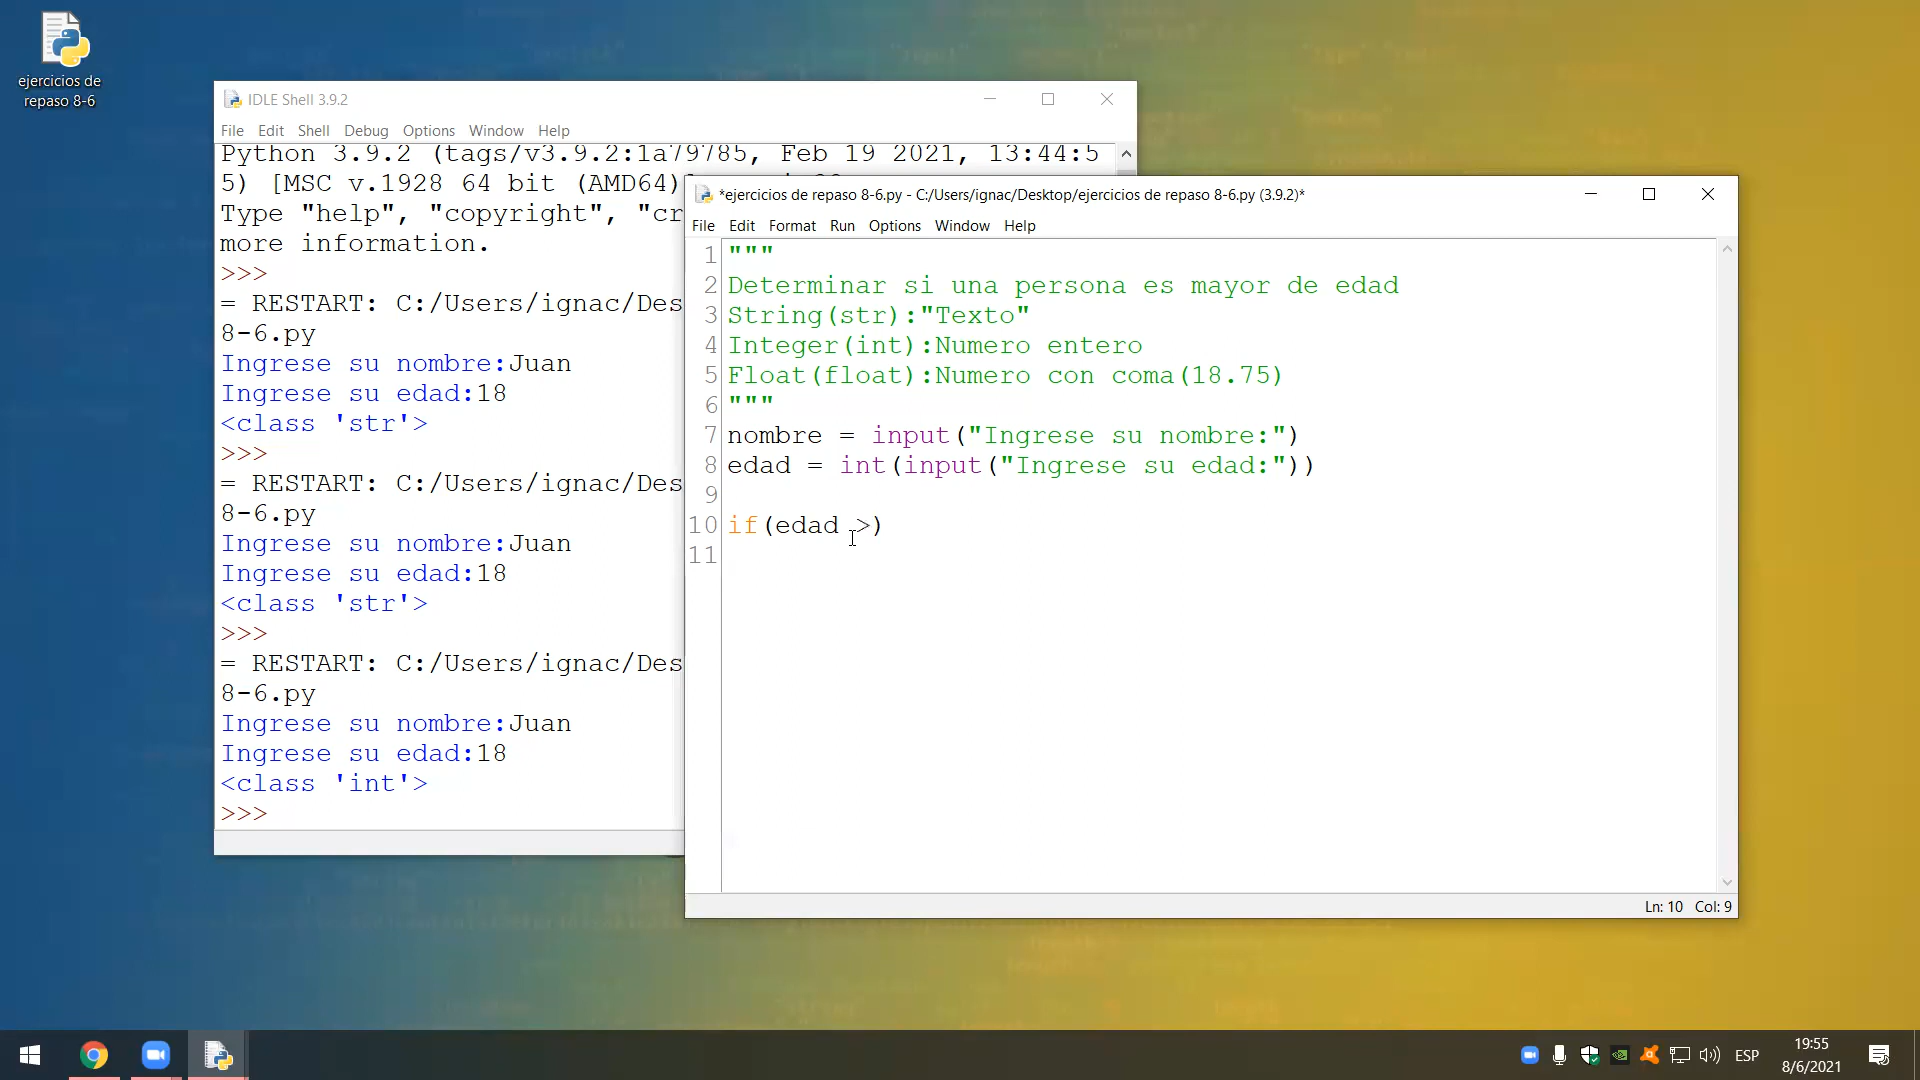 ejercicios de
repaso 8-6
IDLE Shell 3.9.2
File Edit Shell Debug Options Window Help
Python 3.9.2 (tags/v3.9.2:1a79785, Feb 19 2021, 13:44:5
5) [MSC v.1928 64 bit (AMD64)]
Type "help", "copyright", "cr
more information.
>>>
= RESTART: C:/Users/ignac/Des
8-6.py
Ingrese su nombre:Juan
Ingrese su edad:18
<class 'str'>
>>>
= RESTART: C:/Users/ignac/Des
8-6.py
Ingrese su nombre:Juan
Ingrese su edad:18
<class 'str'>
>>>
= RESTART: C:/Users/ignac/Des
8-6.py
Ingrese su nombre:Juan
Ingrese su edad:18
<class 'int'>
>>>
*ejercicios de repaso 8-6.py - C:/Users/ignac/Desktop/ejercicios de repaso 8-6.py (3.9.2)*
File Edit Format Run Options Window Help
1 """
2 Determinar si una persona es mayor de edad
3 String(str):"Texto"
4 Integer(int):Numero entero
5 Float(float):Numero con coma(18.75)
6 """
7 nombre = input("Ingrese su nombre:")
8 edad = int(input("Ingrese su edad:"))
9
10 if(edad >)
11
Ln: 10 Col: 9
ESP
19:55
8/6/2021